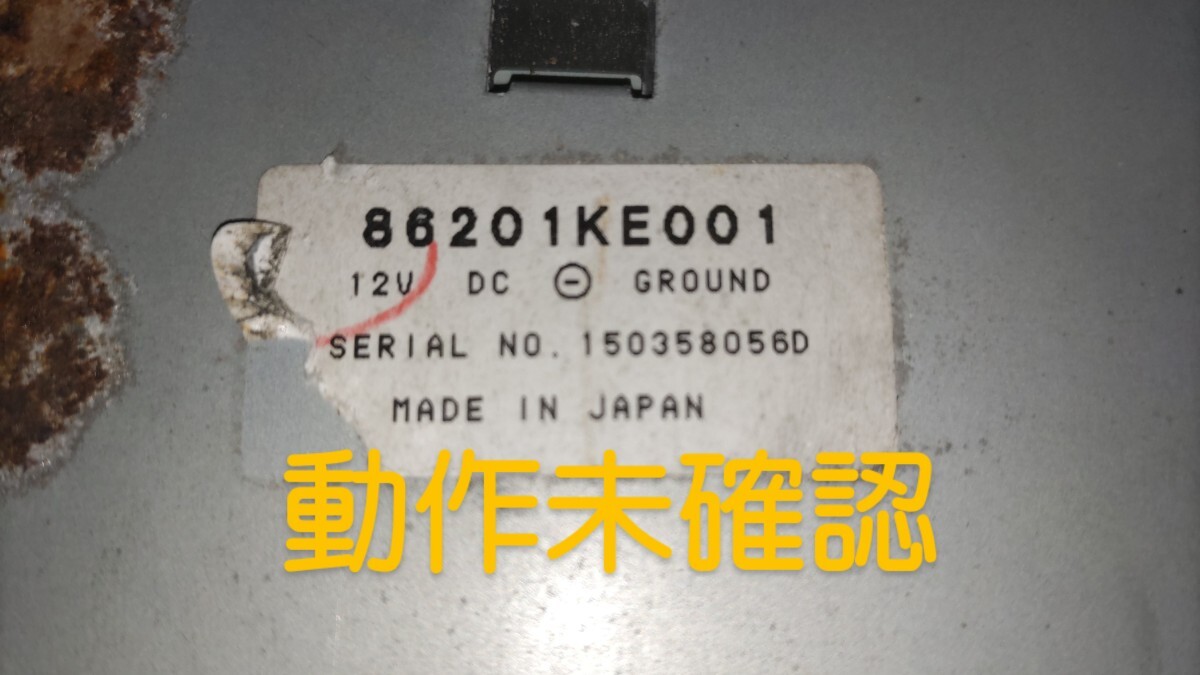 86201KE001
12V DC ⊖ GROUND
SERIAL NO. 150358056D
MADE IN JAPAN
動作未確認